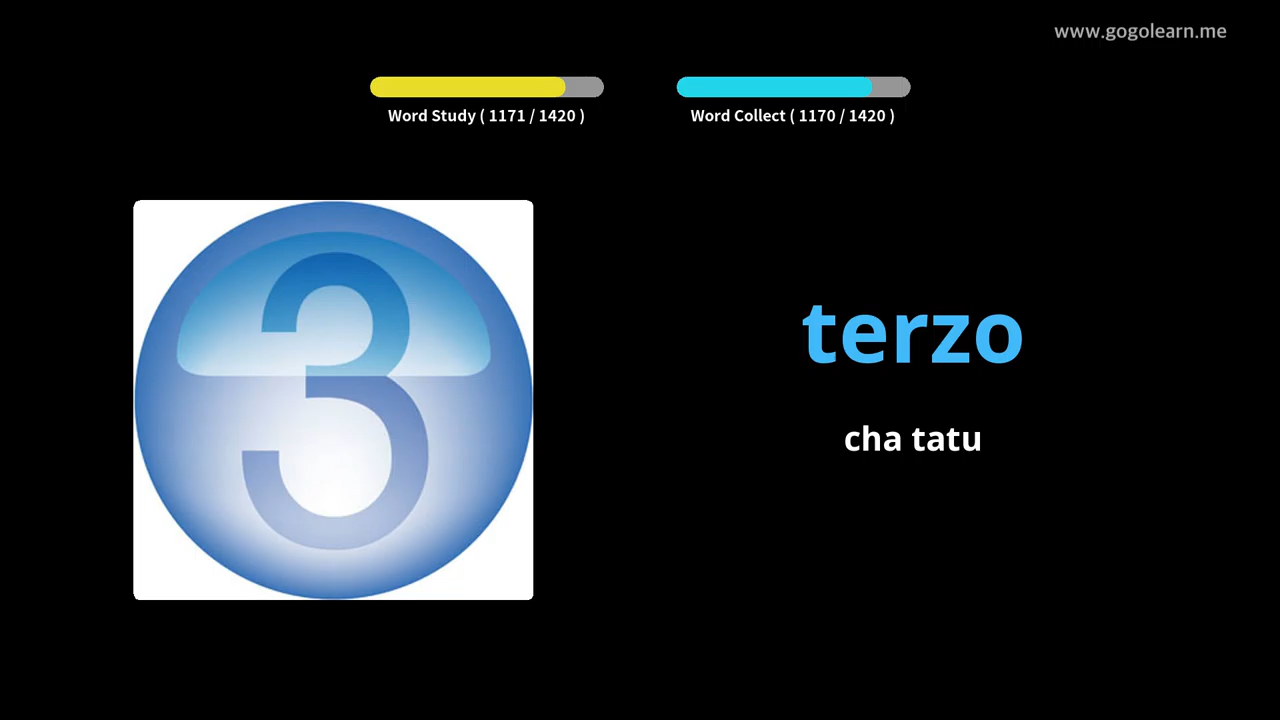 www.gogolearn.me
Word Study ( 1171 / 1420 )
Word Collect ( 1170 / 1420 )
3
terzo
cha tatu